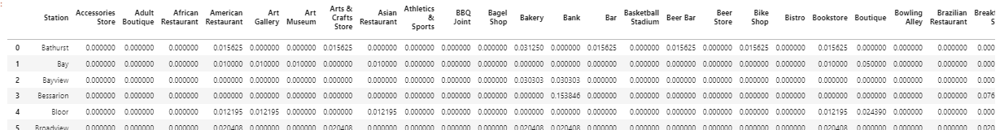 :
Station Accessories Store Adult Boutique African Restaurant American Restaurant Art Gallery Art Museum Arts & Crafts Store Asian Restaurant Athletics & Sports BBQ Joint Bagel Shop Bakery Bank Bar Basketball Stadium Beer Bar Beer Store Bike Shop Bistro Bookstore Boutique Bowling Alley Brazilian Restaurant
0 Bathurst 0.000000 0.000000 0.000000 0.015625 0.000000 0.000000 0.015625 0.000000 0.000000 0.000000 0.000000 0.031250 0.000000 0.015625 0.000000 0.015625 0.000000 0.015625 0.000000 0.015625 0.000000 0.000000 0.000000 0.000
1 Bay 0.000000 0.000000 0.000000 0.010000 0.010000 0.010000 0.000000 0.010000 0.000000 0.000000 0.000000 0.000000 0.000000 0.000000 0.000000 0.000000 0.000000 0.000000 0.000000 0.010000 0.050000 0.000000 0.000000 0.000
2 Bayview 0.000000 0.000000 0.000000 0.000000 0.000000 0.000000 0.000000 0.000000 0.000000 0.000000 0.000000 0.030303 0.030303 0.000000 0.000000 0.000000 0.000000 0.000000 0.000000 0.000000 0.000000 0.000000 0.000000 0.000
3 Bessarion 0.000000 0.000000 0.000000 0.000000 0.000000 0.000000 0.000000 0.000000 0.000000 0.000000 0.000000 0.000000 0.153846 0.000000 0.000000 0.000000 0.000000 0.000000 0.000000 0.000000 0.000000 0.000000 0.000000 0.076
4 Bloor 0.000000 0.000000 0.000000 0.012195 0.012195 0.000000 0.000000 0.012195 0.000000 0.000000 0.000000 0.000000 0.000000 0.000000 0.000000 0.000000 0.000000 0.000000 0.000000 0.012195 0.024390 0.000000 0.000000 0.000
5 Broadview 0.000000 0.000000 0.000000 0.020408 0.000000 0.000000 0.020408 0.000000 0.000000 0.000000 0.000000 0.020408 0.020408 0.000000 0.000000 0.000000 0.000000 0.000000 0.000000 0.020408 0.000000 0.000000 0.000000 0.020